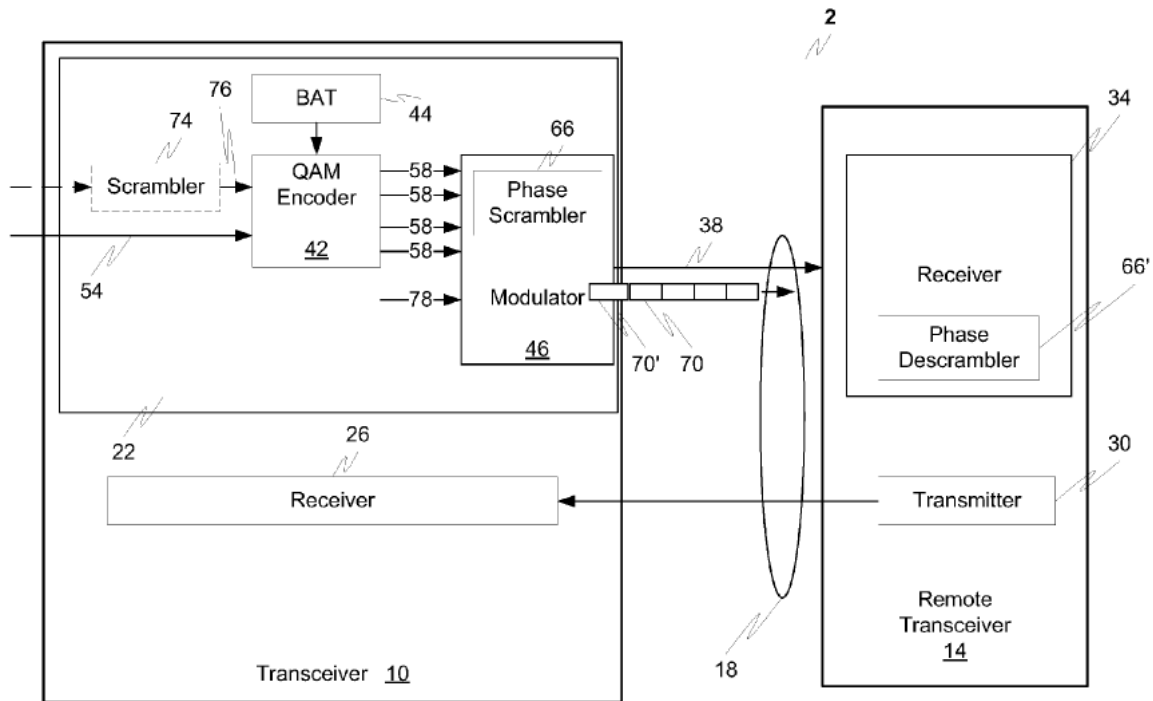 2
74
76
BAT
44
66
34
Scrambler
QAM
Encoder
42
58
58
58
58
Phase
Scrambler
38
54
78
Modulator
46
70'
70
Receiver
66'
Phase
Descrambler
22
26
Receiver
30
Transmitter
18
Remote
Transceiver
14
Transceiver 10